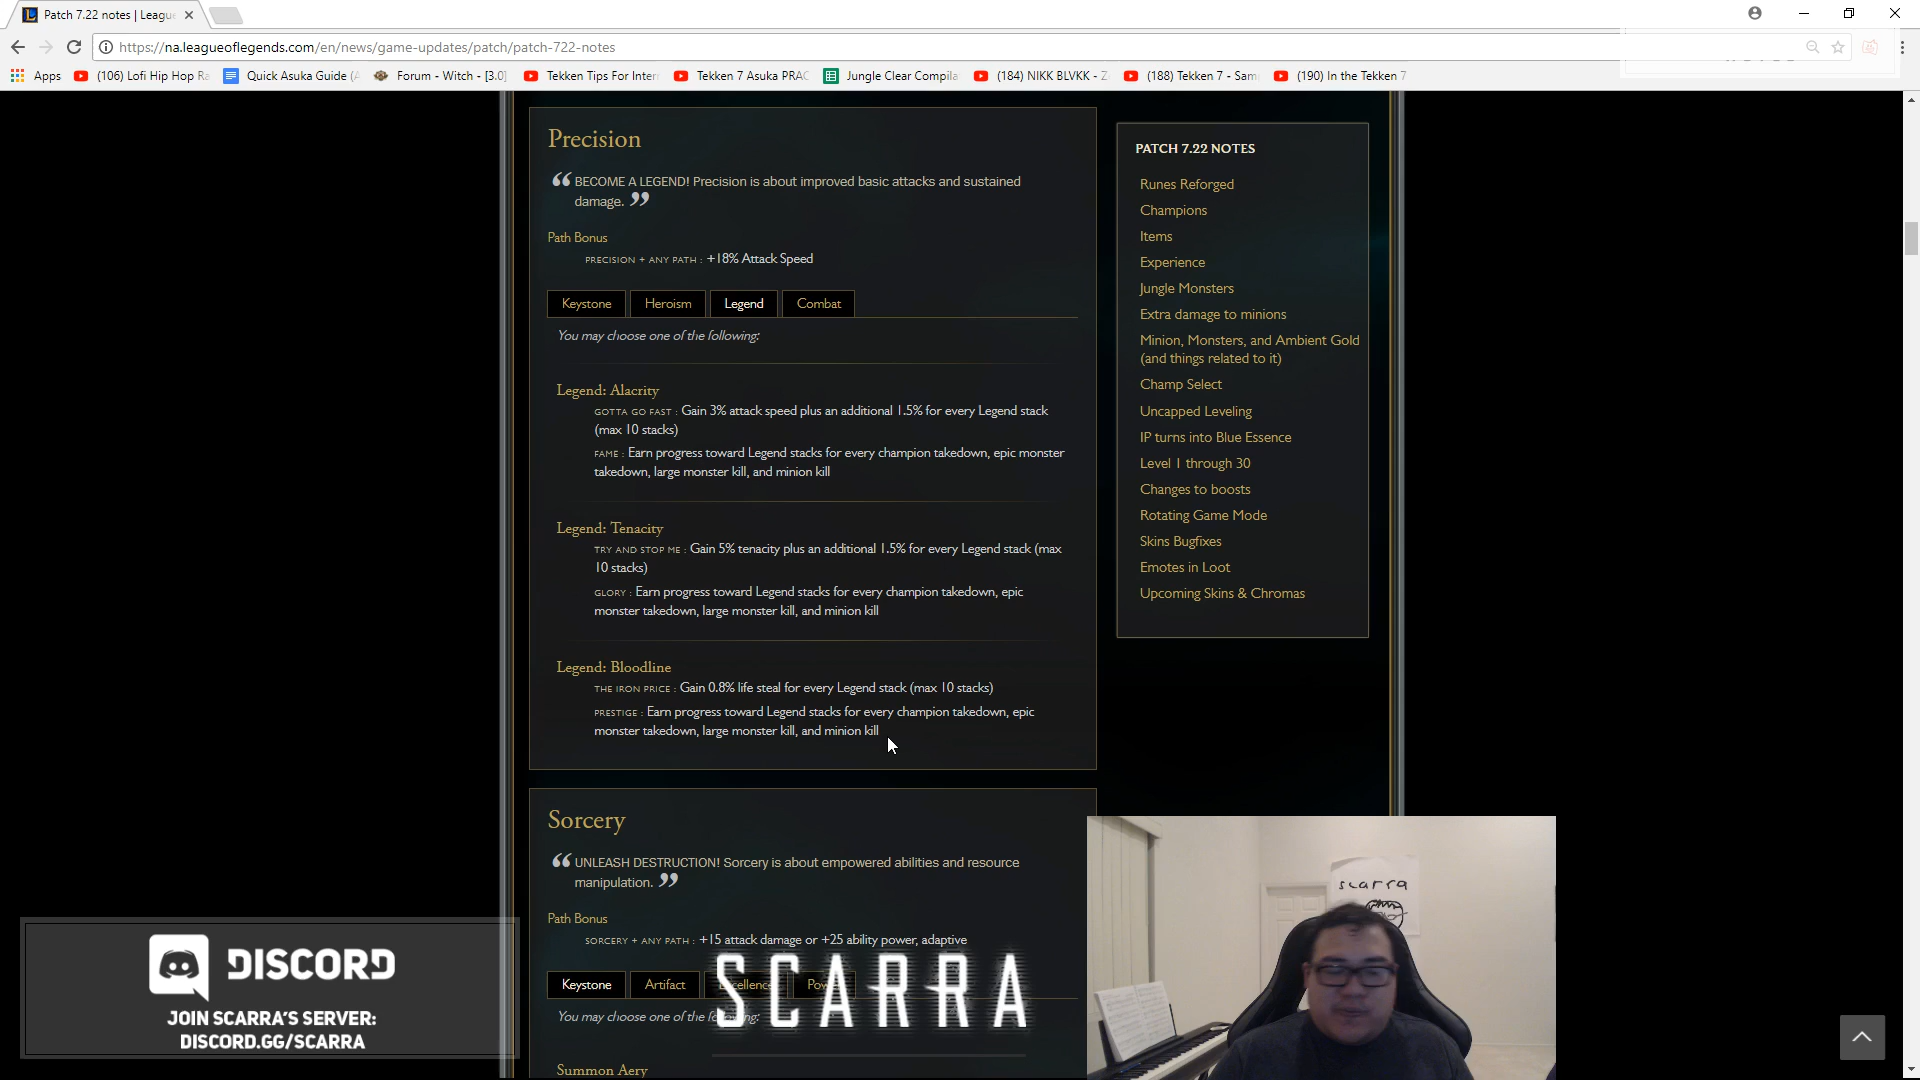 Patch 7.22 notes | Leagu
https://na.leagueoflegends.com/en/news/game-updates/patch/patch-722-notes
Apps (106) Lofi Hip Hop Ra Quick Asuka Guide (A Forum - Witch - [3.0] Tekken Tips For Inter Tekken 7 Asuka PRAC Jungle Clear Compila (184) NIKK BLVKK - Z (188) Tekken 7 - Sam (190) In the Tekken 7
Precision
“ BECOME A LEGEND! Precision is about improved basic attacks and sustained
damage. ”
Path Bonus
PRECISION + ANY PATH : +18% Attack Speed
Keystone Heroism Legend Combat
You may choose one of the following:
Legend: Alacrity
GOTTA GO FAST : Gain 3% attack speed plus an additional 1.5% for every Legend stack
(max 10 stacks)
FAME : Earn progress toward Legend stacks for every champion takedown, epic monster
takedown, large monster kill, and minion kill
Legend: Tenacity
TRY AND STOP ME : Gain 5% tenacity plus an additional 1.5% for every Legend stack (max
10 stacks)
GLORY : Earn progress toward Legend stacks for every champion takedown, epic
monster takedown, large monster kill, and minion kill
Legend: Bloodline
THE IRON PRICE : Gain 0.8% life steal for every Legend stack (max 10 stacks)
PRESTIGE : Earn progress toward Legend stacks for every champion takedown, epic
monster takedown, large monster kill, and minion kill
Sorcery
“ UNLEASH DESTRUCTION! Sorcery is about empowered abilities and resource
manipulation. ”
Path Bonus
SORCERY + ANY PATH : +15 attack damage or +25 ability power, adaptive
Keystone Artifact
You may choose one of the
Summon Aery
PATCH 7.22 NOTES
Runes Reforged
Champions
Items
Experience
Jungle Monsters
Extra damage to minions
Minion, Monsters, and Ambient Gold
(and things related to it)
Champ Select
Uncapped Leveling
IP turns into Blue Essence
Level 1 through 30
Changes to boosts
Rotating Game Mode
Skins Bugfixes
Emotes in Loot
Upcoming Skins & Chromas
DISCORD
JOIN SCARRA'S SERVER:
DISCORD.GG/SCARRA
SCARRA
scarra